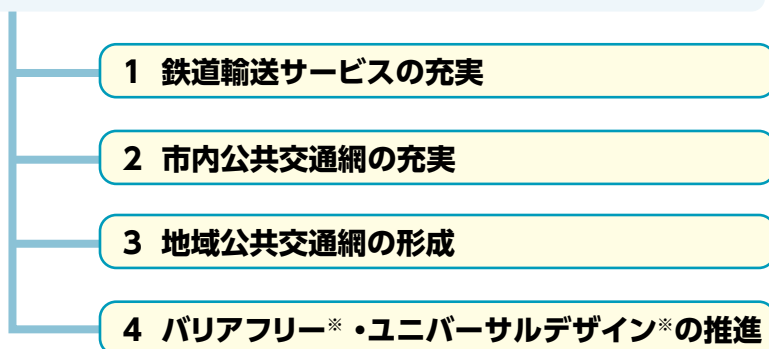 1 鉄道輸送サービスの充実
2 市内公共交通網の充実
3 地域公共交通網の形成
4 バリアフリー※・ユニバーサルデザイン※の推進